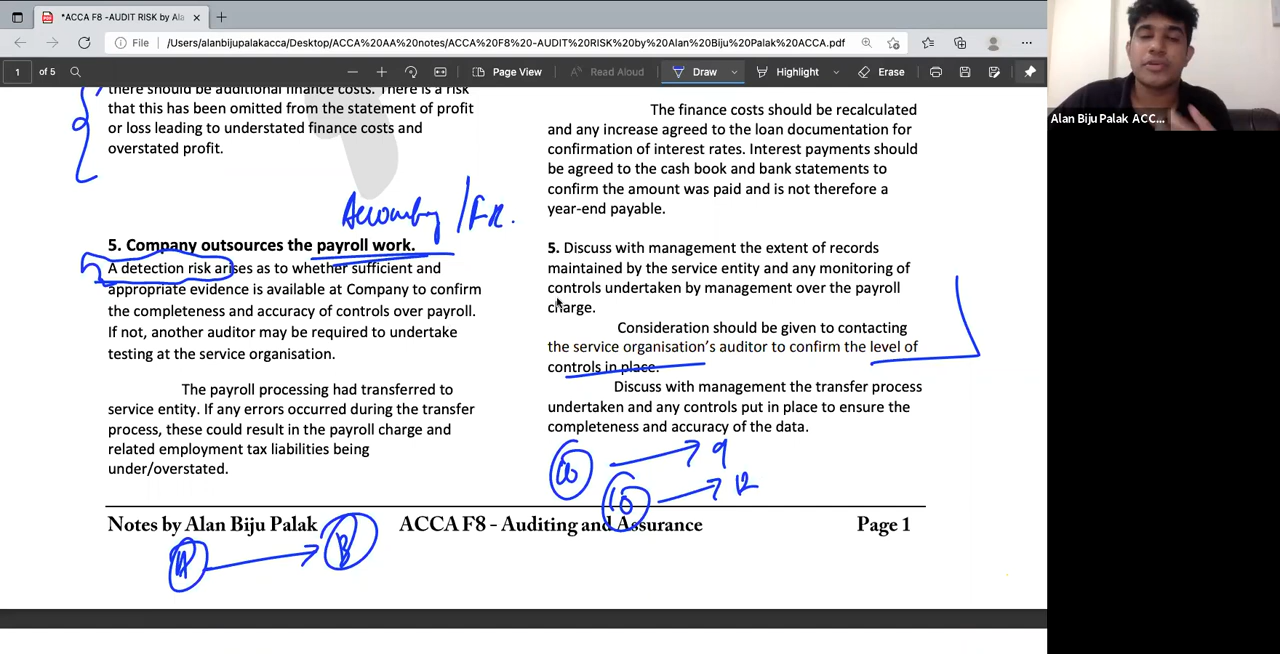 *ACCA F8 -AUDIT RISK by Ala
File
/Users/alanbijupalakacca/Desktop/ACCA%20AA%20notes/ACCA%20F8%20-AUDIT%20RISK%20by%20Alan%20Biju%20Palak%20ACCA.pdf
1 of 5
Page View
Read Aloud
Draw
Highlight
Erase
there should be additional finance costs. There is a risk
that this has been omitted from the statement of profit
or loss leading to understated finance costs and
overstated profit.
Accounting / F.R.
5. Company outsources the payroll work.
A detection risk arises as to whether sufficient and
appropriate evidence is available at Company to confirm
the completeness and accuracy of controls over payroll.
If not, another auditor may be required to undertake
testing at the service organisation.
The payroll processing had transferred to
service entity. If any errors occurred during the transfer
process, these could result in the payroll charge and
related employment tax liabilities being
under/overstated.
The finance costs should be recalculated
and any increase agreed to the loan documentation for
confirmation of interest rates. Interest payments should
be agreed to the cash book and bank statements to
confirm the amount was paid and is not therefore a
year-end payable.
5. Discuss with management the extent of records
maintained by the service entity and any monitoring of
controls undertaken by management over the payroll
charge.
Consideration should be given to contacting
the service organisation's auditor to confirm the level of
controls in place.
Discuss with management the transfer process
undertaken and any controls put in place to ensure the
completeness and accuracy of the data.
9
10 12
Notes by Alan Biju Palak
ACCA F8 - Auditing and Assurance
Page 1
A B
Alan Biju Palak ACC...